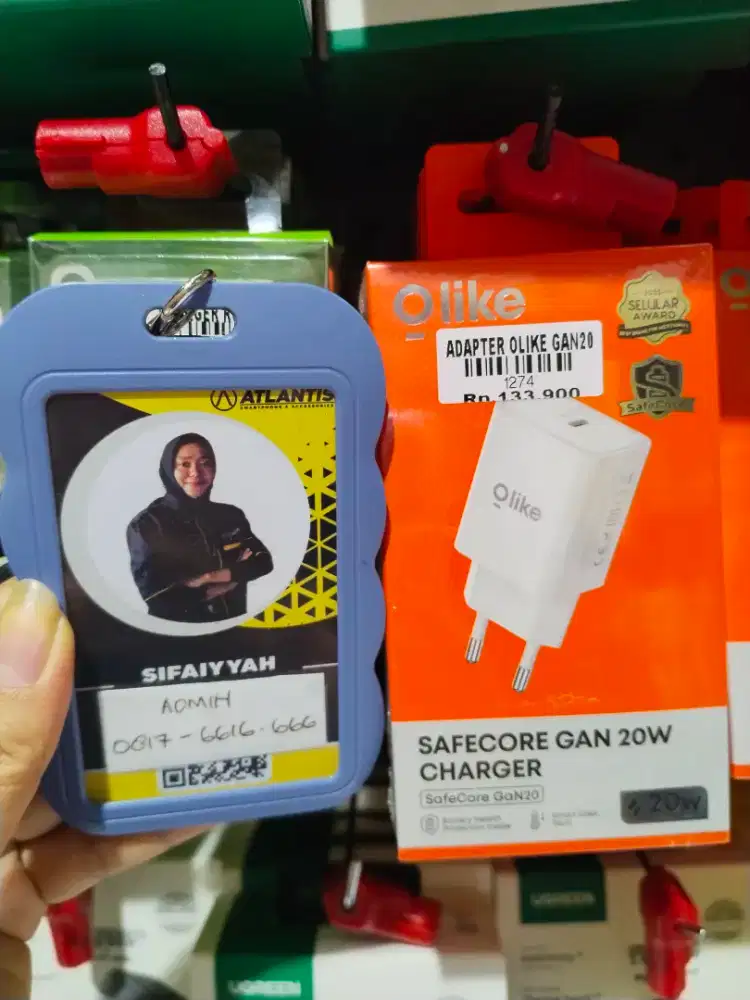 ATLANTIS
SMARTPHONE & ACCESSORIES
SIFAIYYAH
ADMIN
0817-6616-666
Olike
ADAPTER OLIKE GAN20
1274
Rp 133.900
SELULAR
AWARD
SafeCore
Olike
SAFECORE GAN 20W
CHARGER
SafeCore GaN20
20W
UGREEN
UGREEN